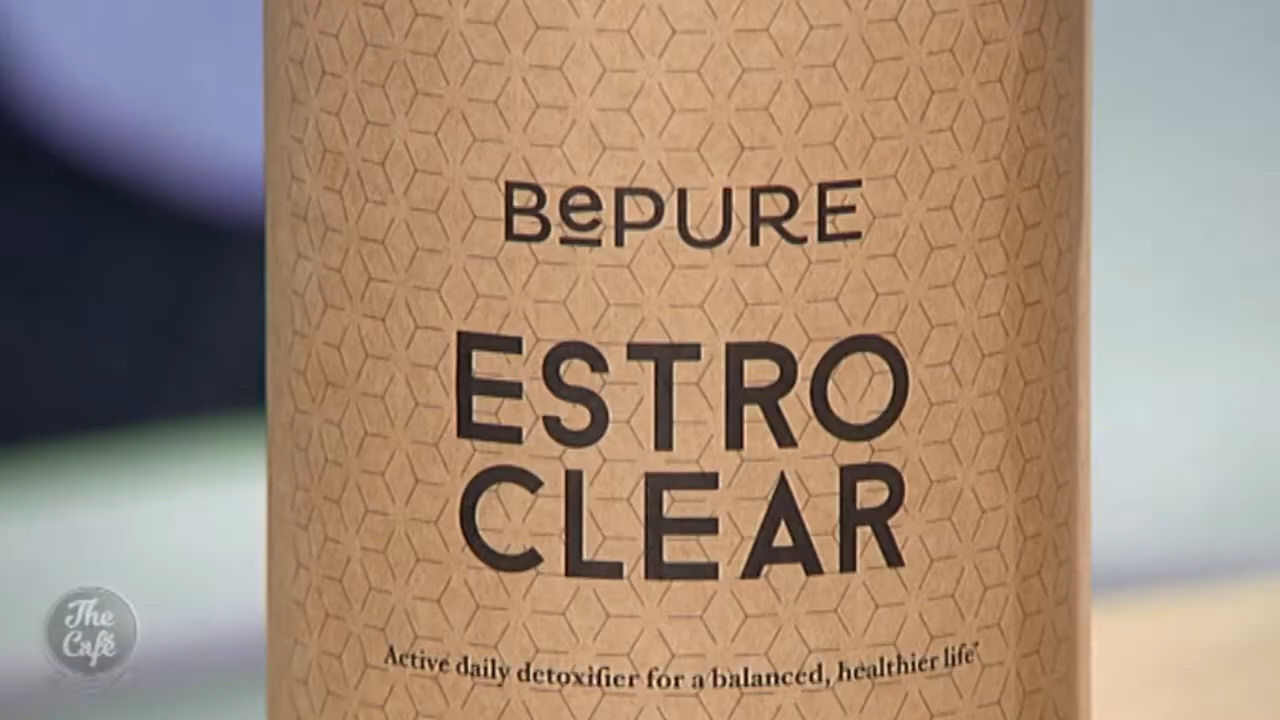 BePURE
ESTRO
CLEAR
Active daily detoxifier for a balanced, healthier life*
The
Café